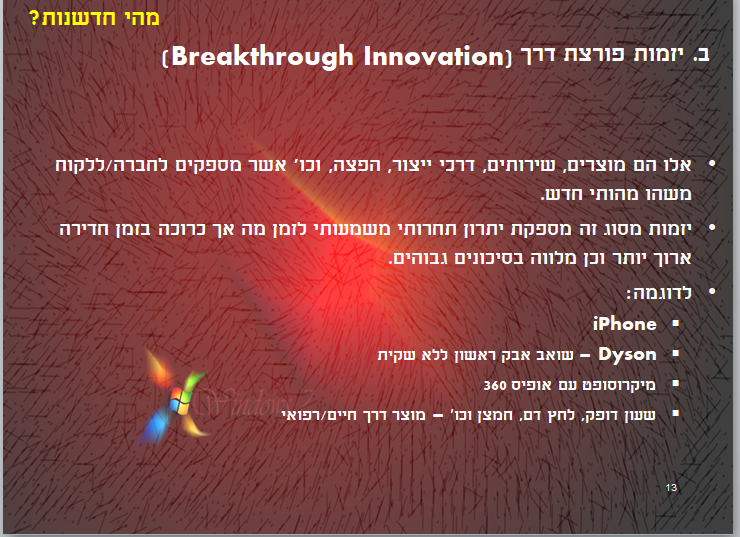 מהי חדשנות?
ב. יזמות פורצת דרך (Breakthrough Innovation)
• אלו הם מוצרים, שירותים, דרכי ייצור, הפצה, וכו' אשר מספקים לחברה/ללקוח
משהו מהותי חדש.
• יזמות מסוג זה מספקת יתרון תחרותי משמעותי לזמן מה אך כרוכה בזמן חדירה
ארוך יותר וכן מלווה בסיכונים גבוהים.
• לדוגמה:
▪ iPhone
▪ Dyson – שואב אבק ראשון ללא שקית
▪ מיקרוסופט עם אופיס 360
▪ שעון דופק, לחץ דם, חמצן וכו' – מוצר דרך חיים/רפואי
Windows 7
13